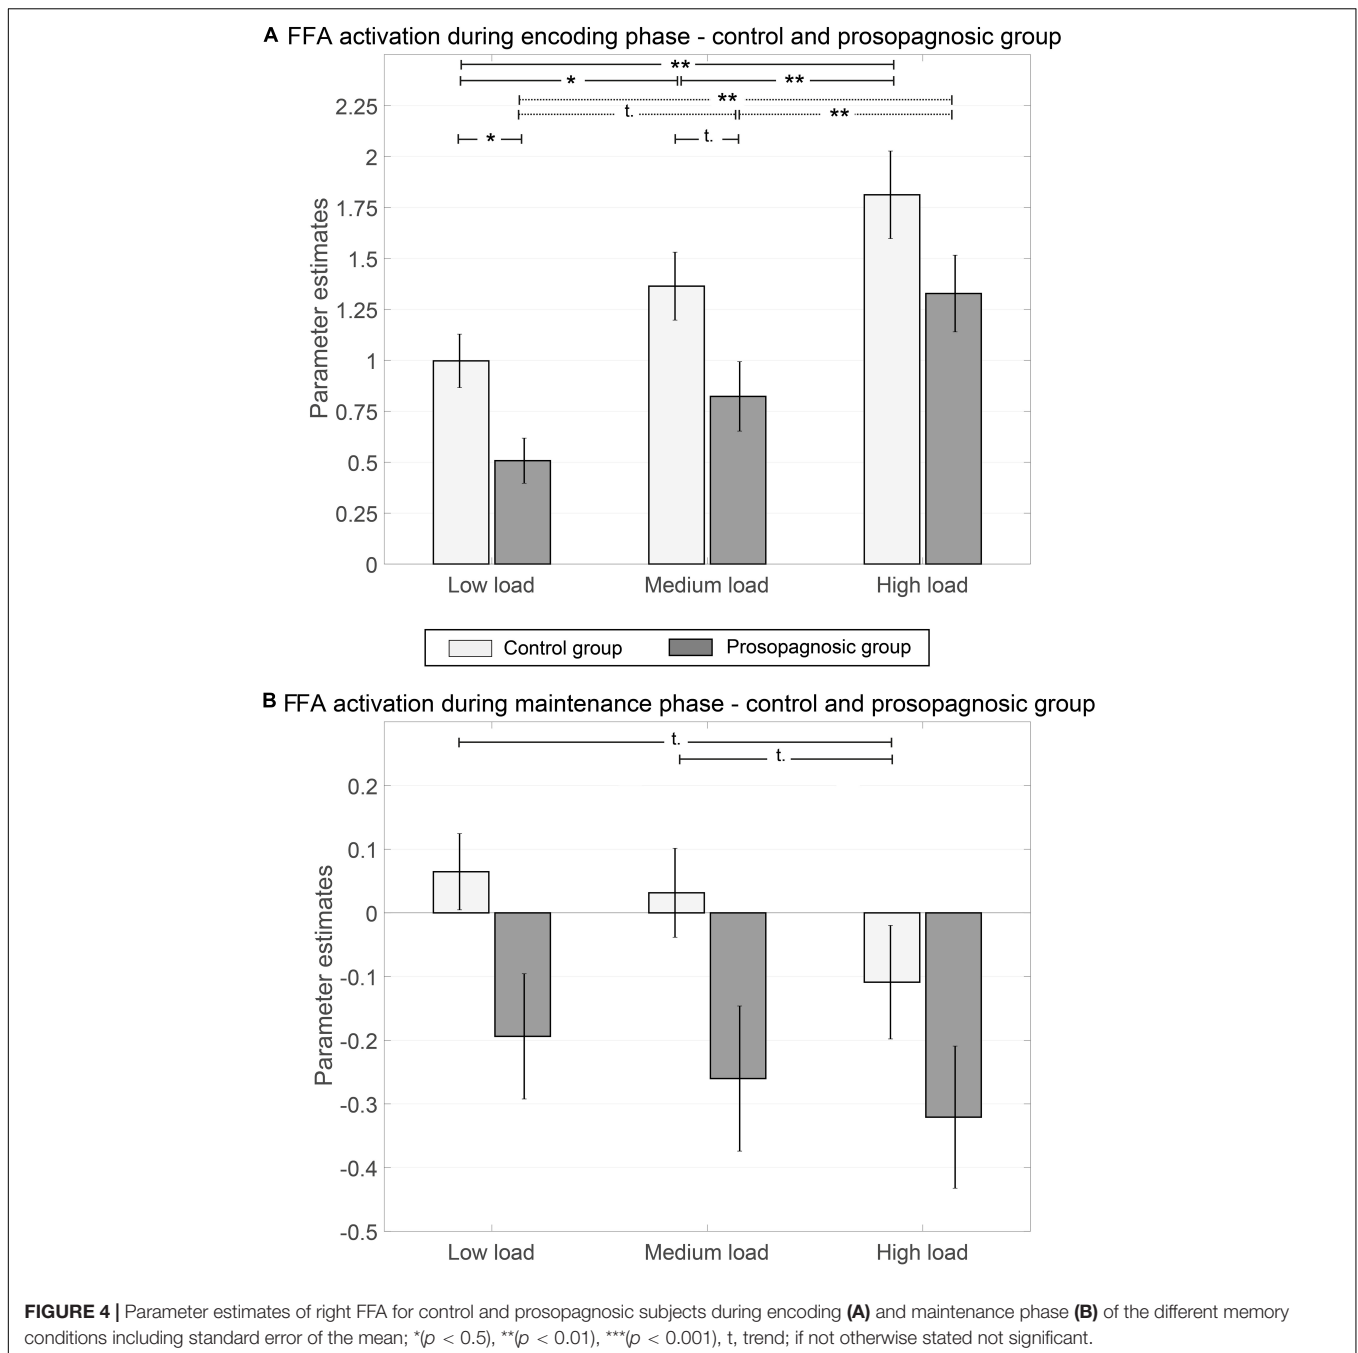 A FFA activation during encoding phase - control and prosopagnosic group
**
* **
**
t. **
* t.
2.25
2
1.75
1.5
1.25
1
0.75
0.5
0.25
0
Parameter estimates
Low load Medium load High load
Control group Prosopagnosic group
B FFA activation during maintenance phase - control and prosopagnosic group
t.
t.
0.2
0.1
0
-0.1
-0.2
-0.3
-0.4
-0.5
Parameter estimates
Low load Medium load High load
FIGURE 4 | Parameter estimates of right FFA for control and prosopagnosic subjects during encoding (A) and maintenance phase (B) of the different memory
conditions including standard error of the mean; *(p < 0.5), **(p < 0.01), ***(p < 0.001), t, trend; if not otherwise stated not significant.